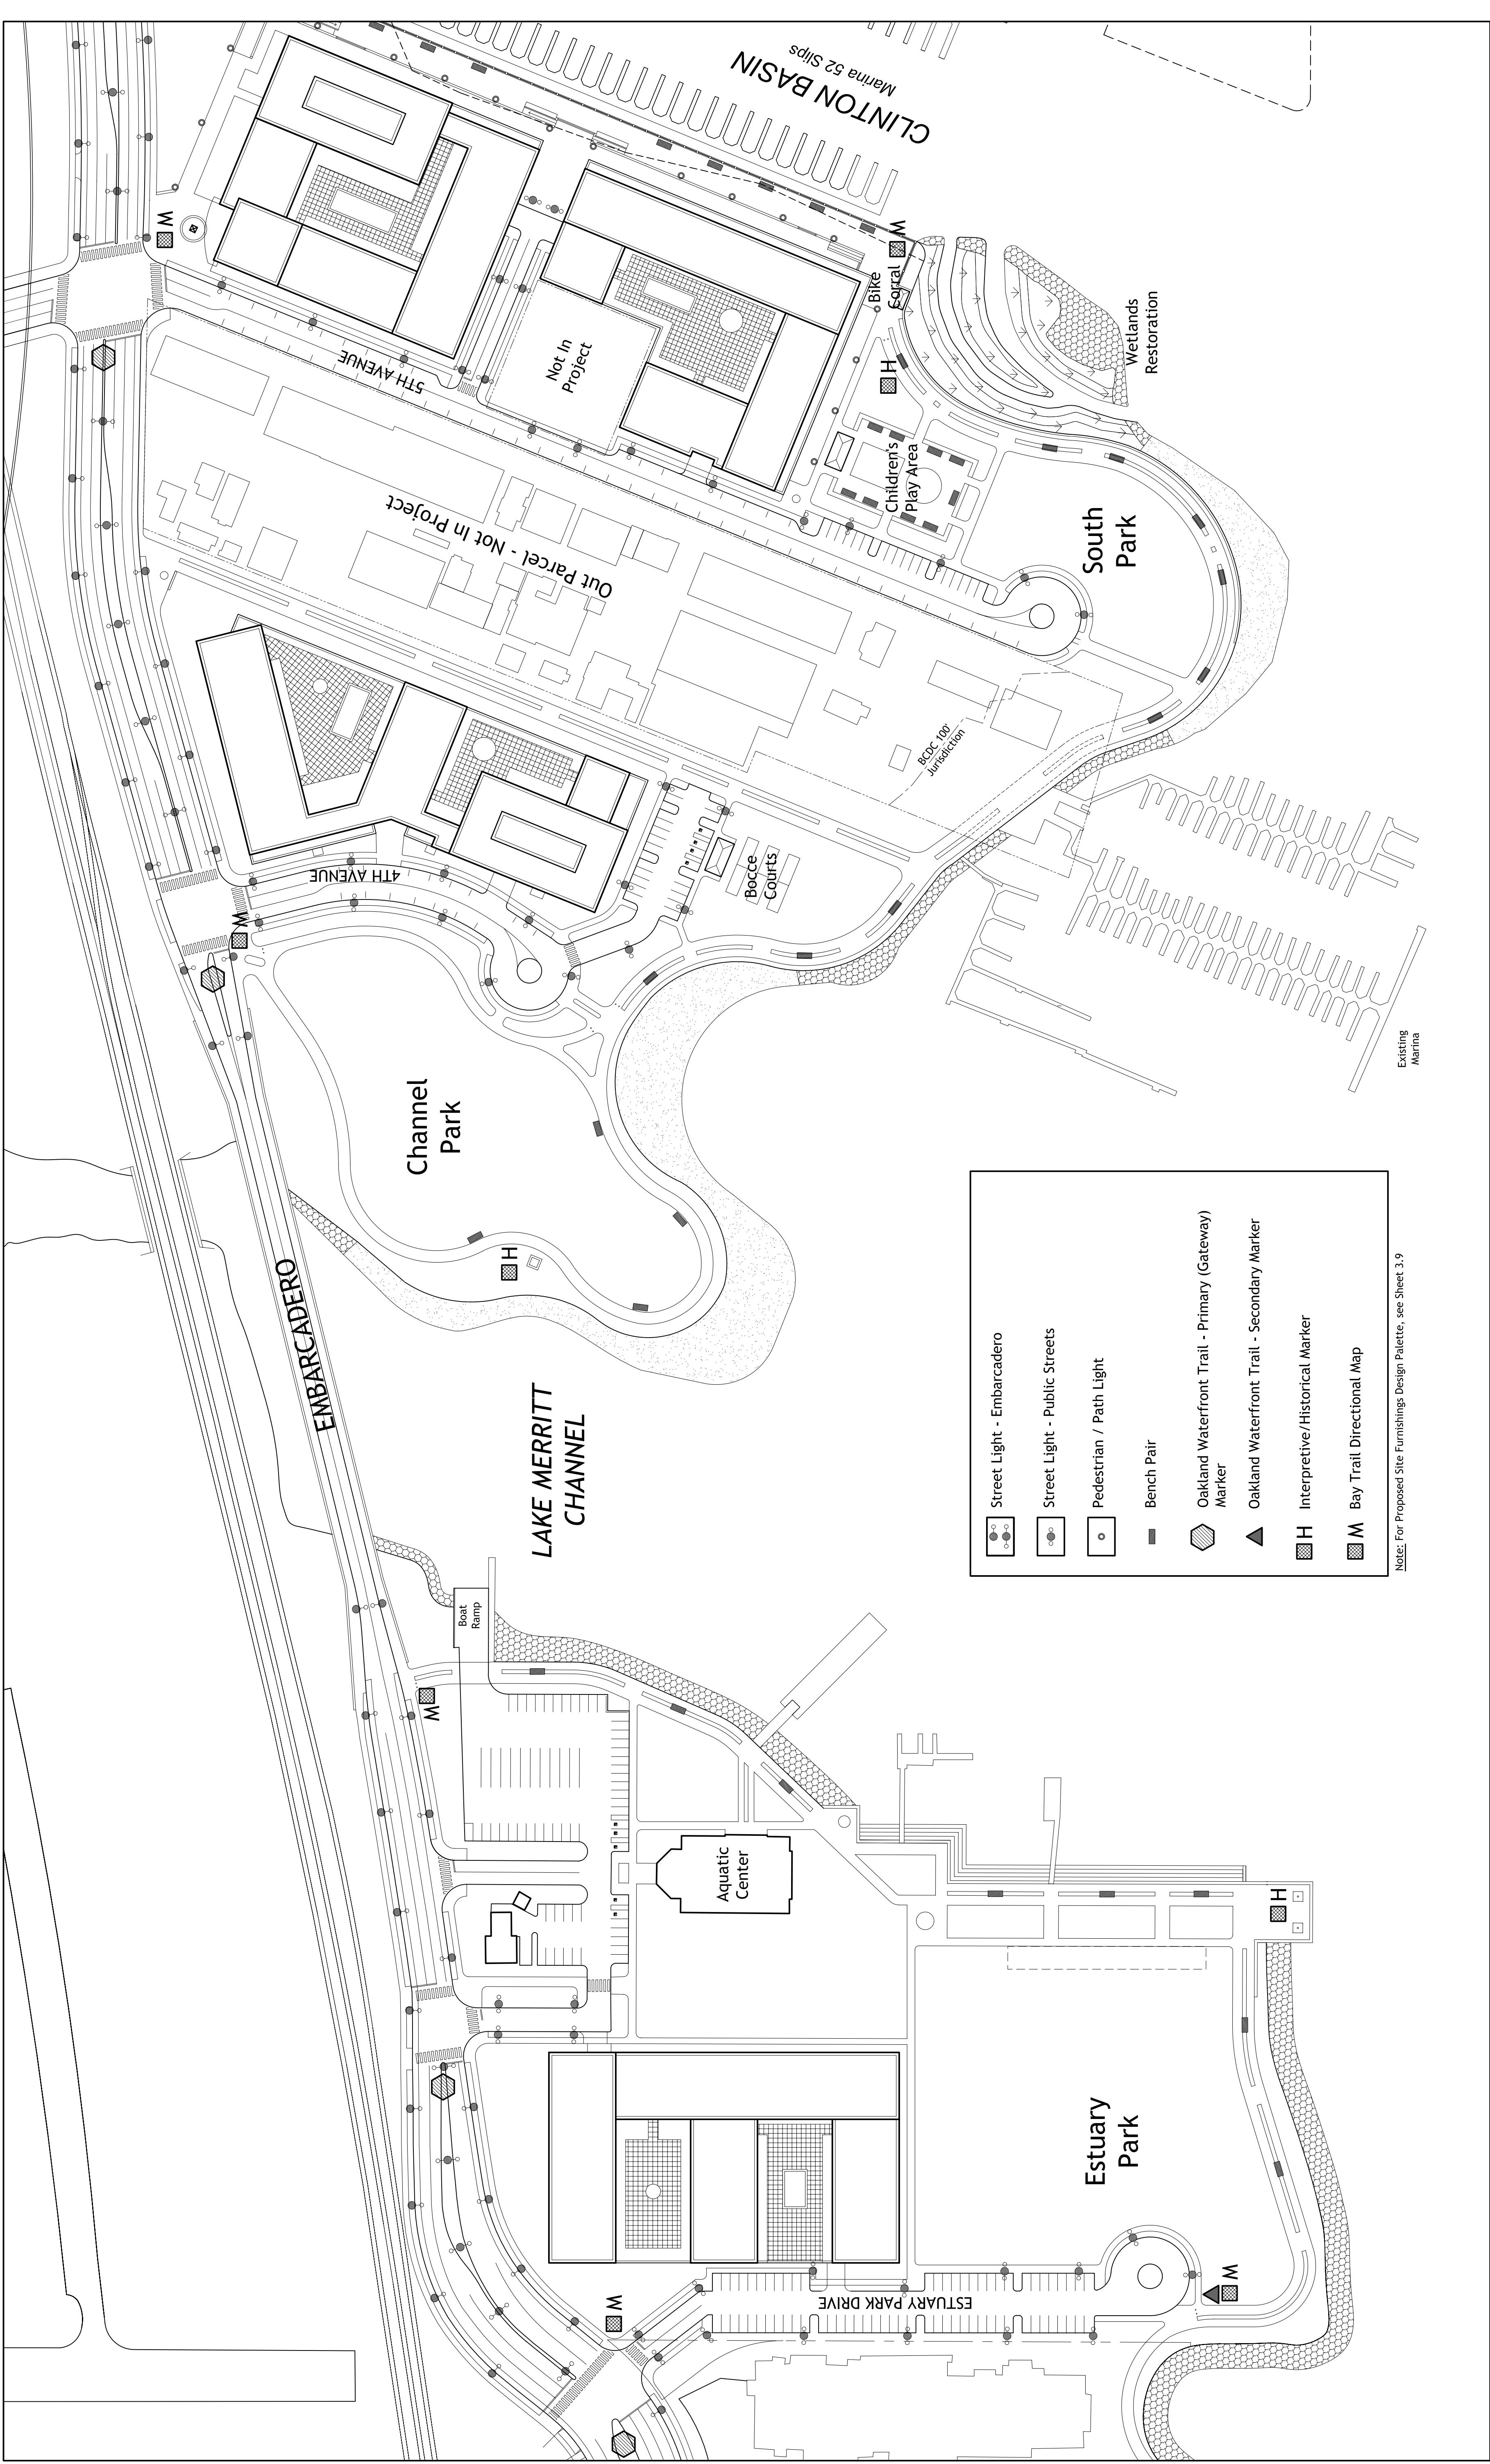 CLINTON BASIN
Marina 52 Slips
M
5TH AVENUE
Not In
Project
M
Bike
Corral
H
Wetlands
Restoration
Children's
Play Area
Out Parcel - Not In Project
South
Park
BCDC 100'
Jurisdiction
4TH AVENUE
M
Bocce
Courts
Existing
Marina
Channel
Park
H
EMBARCADERO
LAKE MERRITT
CHANNEL
Boat
Ramp
M
Aquatic
Center
H
Estuary
Park
M
ESTUARY PARK DRIVE
M
Street Light - Embarcadero
Street Light - Public Streets
Pedestrian / Path Light
Bench Pair
Oakland Waterfront Trail - Primary (Gateway)
Marker
Oakland Waterfront Trail - Secondary Marker
H Interpretive/Historical Marker
M Bay Trail Directional Map
Note: For Proposed Site Furnishings Design Palette, see Sheet 3.9